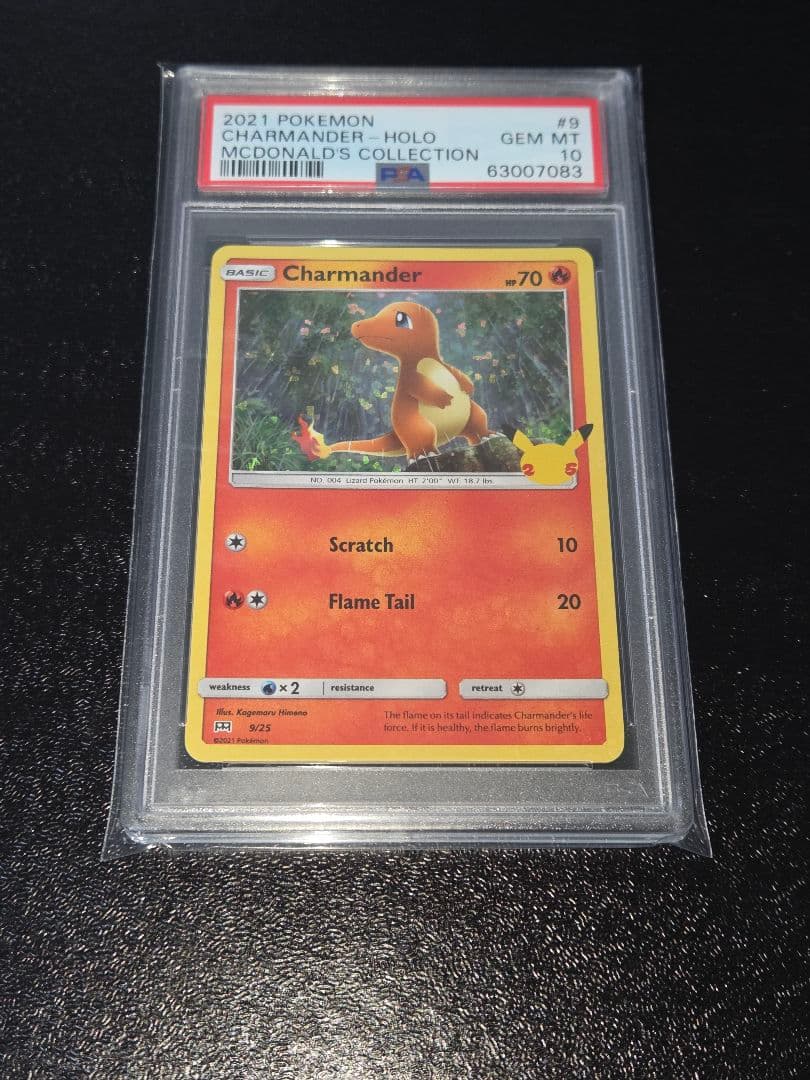 2021 POKEMON #9
CHARMANDER-HOLO GEM MT
MCDONALD'S COLLECTION 10
PSA 63007083
BASIC Charmander HP 70
25
NO. 004 Lizard Pokémon HT: 2'00" WT: 18.7 lbs.
Scratch 10
Flame Tail 20
weakness ×2 resistance retreat
Illus. Kagemaru Himeno
9/25
©2021 Pokémon
The flame on its tail indicates Charmander's life
force. If it is healthy, the flame burns brightly.